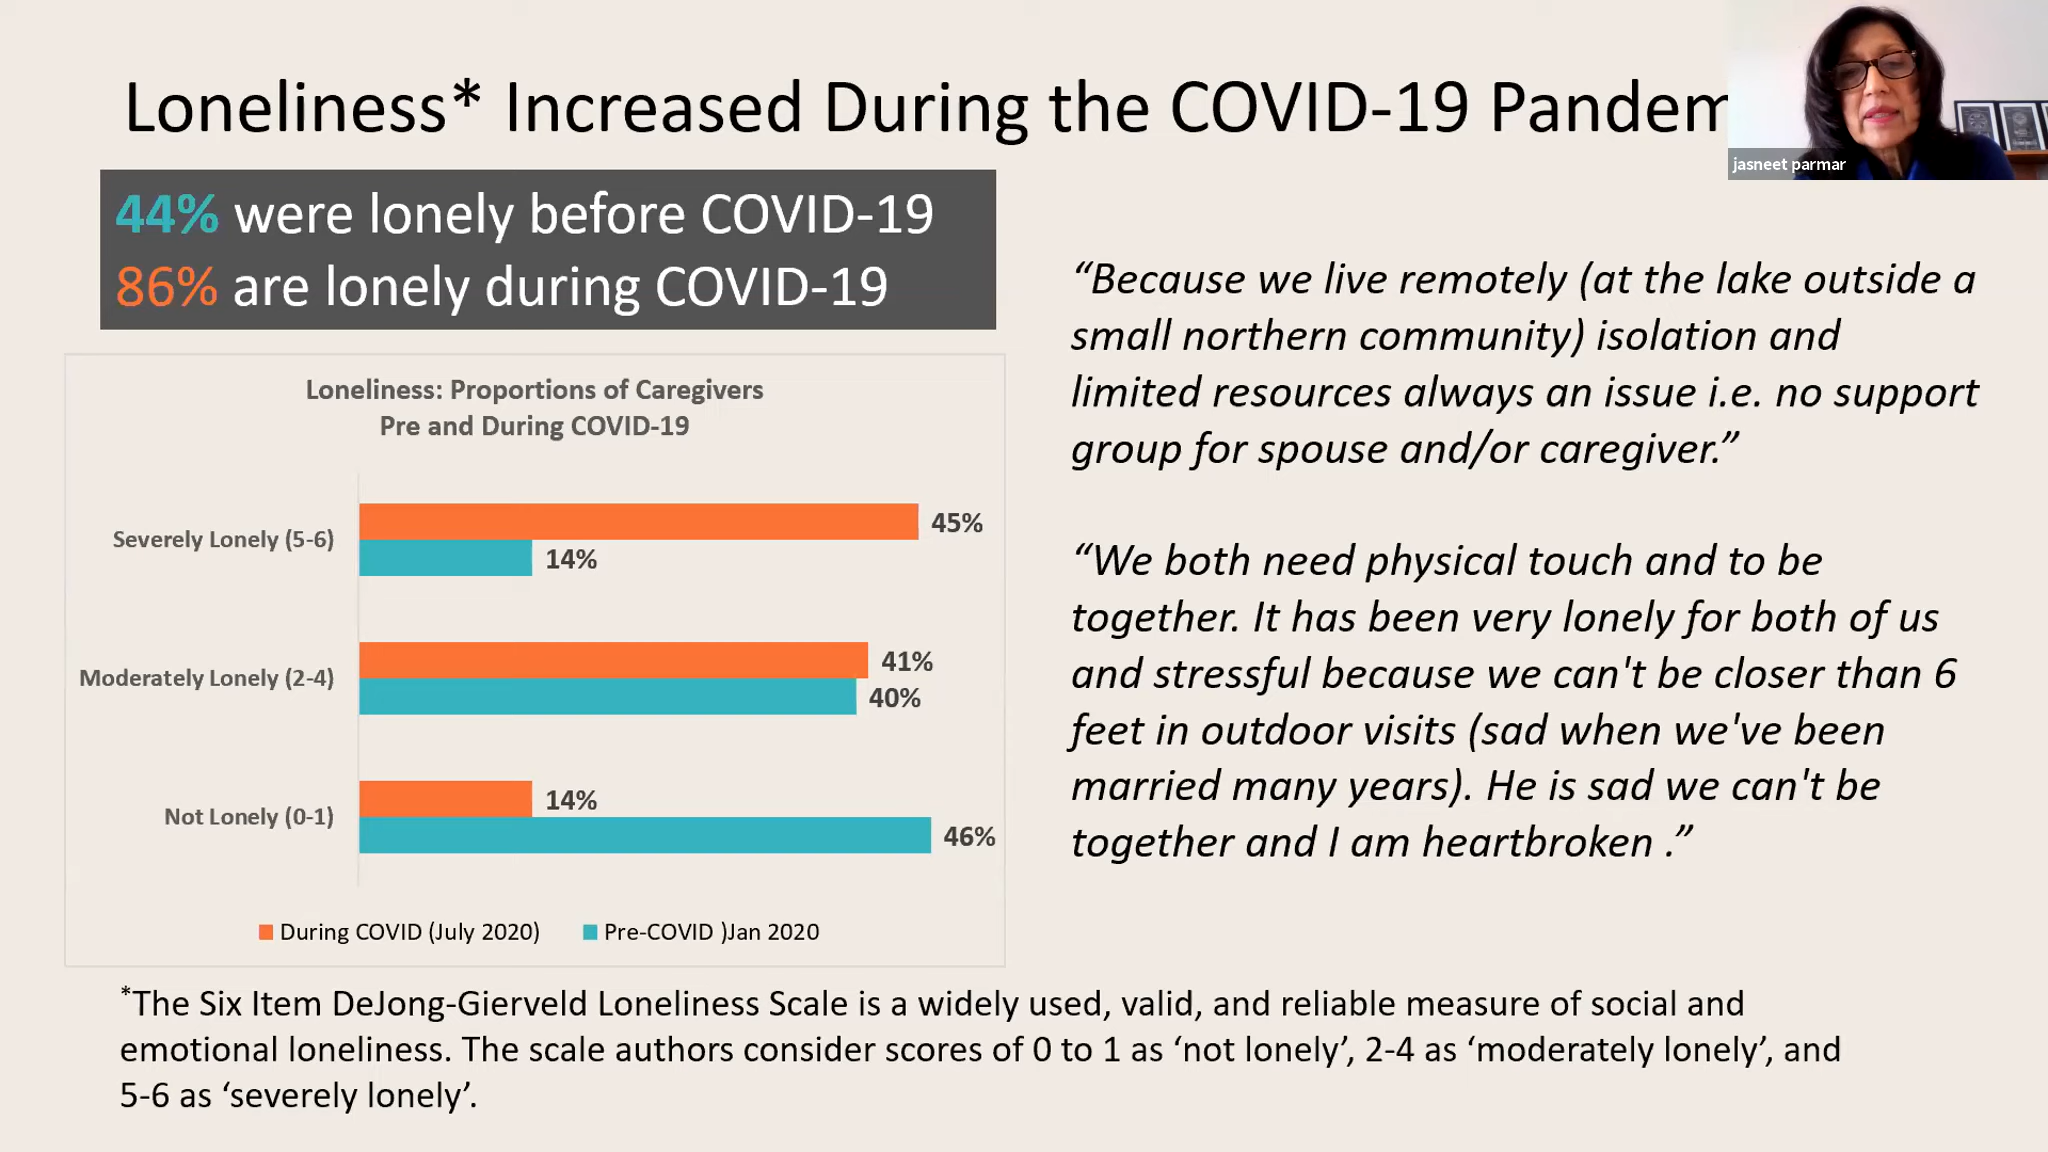 Loneliness* Increased During the COVID-19 Pandem
jasneet parmar
44% were lonely before COVID-19
86% are lonely during COVID-19
Loneliness: Proportions of Caregivers
Pre and During COVID-19
Severely Lonely (5-6)
45%
14%
Moderately Lonely (2-4)
41%
40%
Not Lonely (0-1)
14%
46%
During COVID (July 2020)
Pre-COVID )Jan 2020
“Because we live remotely (at the lake outside a
small northern community) isolation and
limited resources always an issue i.e. no support
group for spouse and/or caregiver.”
“We both need physical touch and to be
together. It has been very lonely for both of us
and stressful because we can't be closer than 6
feet in outdoor visits (sad when we've been
married many years). He is sad we can't be
together and I am heartbroken .”
*The Six Item DeJong-Gierveld Loneliness Scale is a widely used, valid, and reliable measure of social and
emotional loneliness. The scale authors consider scores of 0 to 1 as ‘not lonely’, 2-4 as ‘moderately lonely’, and
5-6 as ‘severely lonely’.